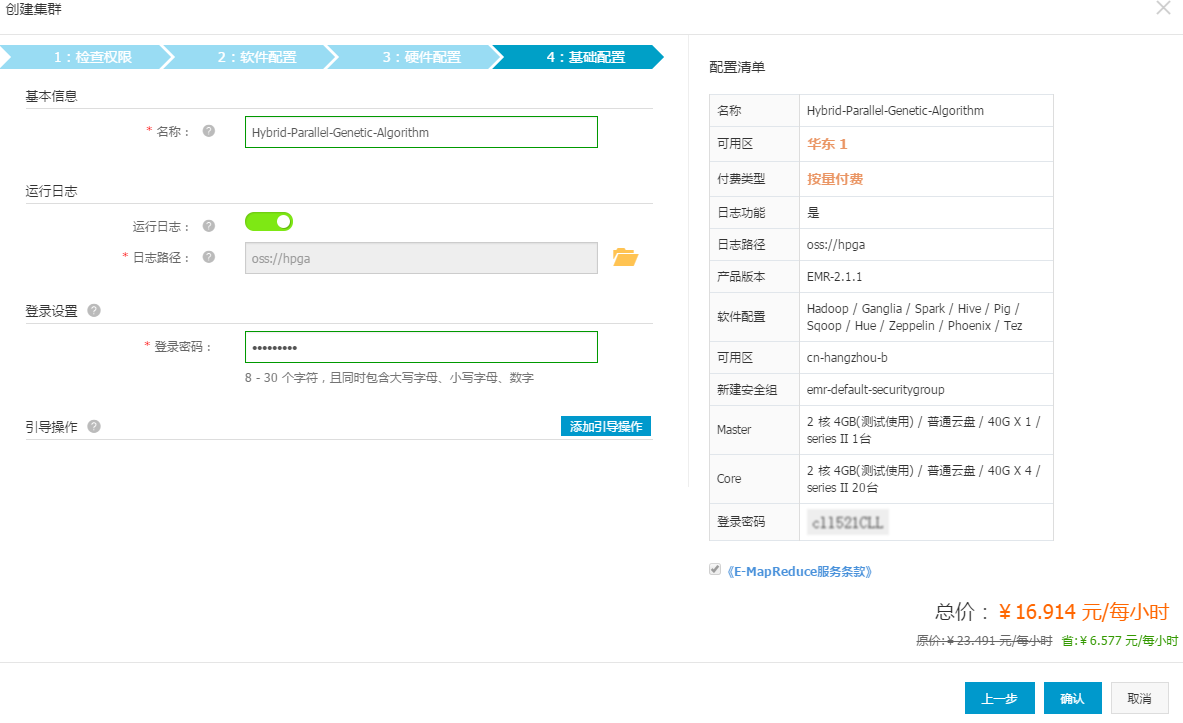 创建集群
1：检查权限
2：软件配置
3：硬件配置
4：基础配置
基本信息
* 名称：
Hybrid-Parallel-Genetic-Algorithm
运行日志
运行日志：
* 日志路径：
oss://hpga
登录设置
* 登录密码：
•••••••••
8 - 30 个字符，且同时包含大写字母、小写字母、数字
引导操作
添加引导操作
配置清单
名称 Hybrid-Parallel-Genetic-Algorithm
可用区 华东 1
付费类型 按量付费
日志功能 是
日志路径 oss://hpga
产品版本 EMR-2.1.1
软件配置 Hadoop / Ganglia / Spark / Hive / Pig /
Sqoop / Hue / Zeppelin / Phoenix / Tez
可用区 cn-hangzhou-b
新建安全组 emr-default-securitygroup
Master 2 核 4GB(测试使用) / 普通云盘 / 40G X 1 /
series II 1台
Core 2 核 4GB(测试使用) / 普通云盘 / 40G X 4 /
series II 20台
登录密码
《E-MapReduce服务条款》
总价：￥16.914 元/每小时
原价:￥23.491 元/每小时 省:￥6.577 元/每小时
上一步
确认
取消